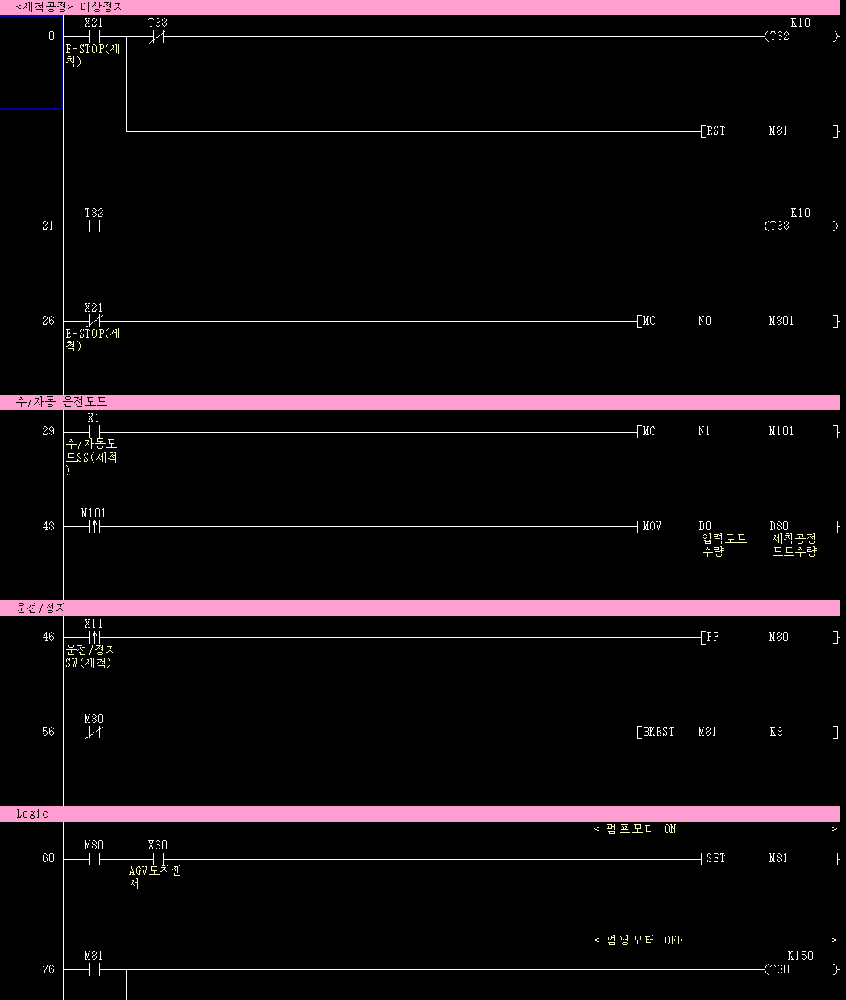 <세척공정> 비상정지
X21 T33 K10
0 (T32 )
E-STOP(세
척)
[RST M31 ]
T32 K10
21 (T33 )
X21
26 [MC N0 M301 ]
E-STOP(세
척)
수/자동 운전모드
X1
29 [MC N1 M101 ]
수/자동모
드SS(세척
)
M101
43 [MOV D0 D30 ]
입력토트 세척공정
수량 도트수량
운전/정지
X11
46 [FF M30 ]
운전/정지
SW(세척)
M30
56 [BKRST M31 K8 ]
Logic
< 펌프모터 ON >
M30 X30
60 [SET M31 ]
AGV도착센
서
< 펌핑모터 OFF >
M31 K150
76 (T30 )